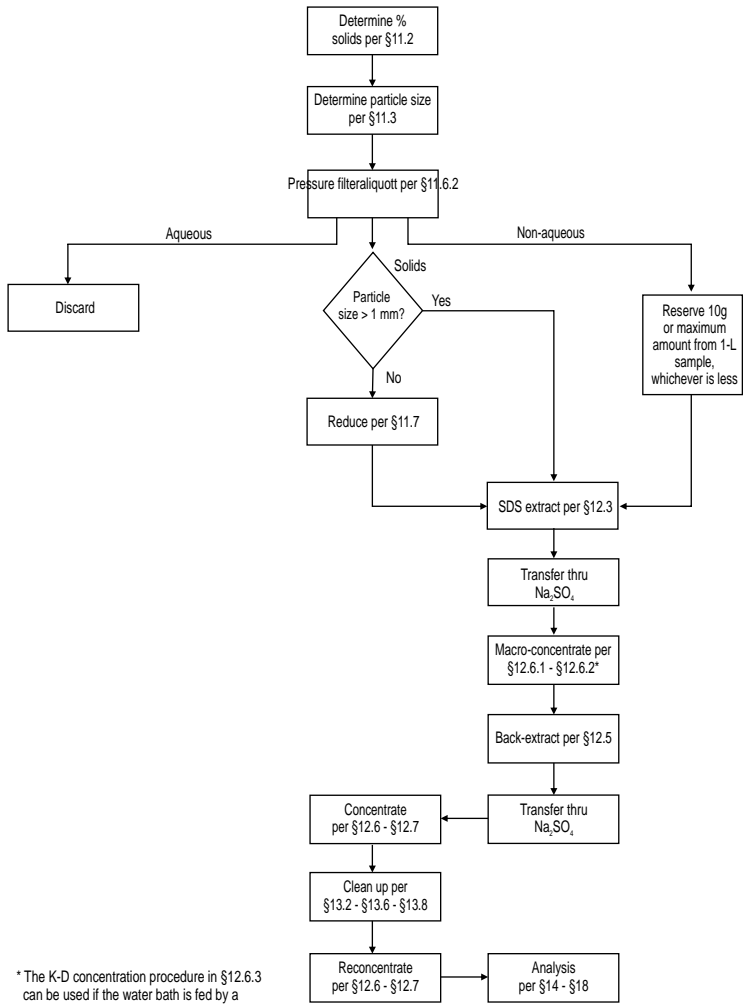 Determine %
solids per §11.2
Determine particle size
per §11.3
Pressure filteraliquott per §11.6.2
Aqueous
Non-aqueous
Solids
Discard
Particle
size > 1 mm?
Yes
No
Reserve 10g
or maximum
amount from 1-L
sample,
whichever is less
Reduce per §11.7
SDS extract per §12.3
Transfer thru
Na₂SO₄
Macro-concentrate per
§12.6.1 - §12.6.2*
Back-extract per §12.5
Transfer thru
Na₂SO₄
Concentrate
per §12.6 - §12.7
Clean up per
§13.2 - §13.6 - §13.8
Reconcentrate
per §12.6 - §12.7
Analysis
per §14 - §18
* The K-D concentration procedure in §12.6.3
can be used if the water bath is fed by a